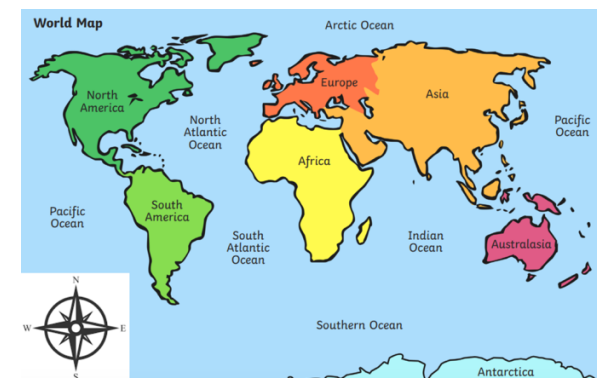 World Map
Arctic Ocean
North
America
Europe
Asia
North
Atlantic
Ocean
Pacific
Ocean
Africa
South
America
Pacific
Ocean
South
Atlantic
Ocean
Indian
Ocean
Australasia
N
W
E
S
Southern Ocean
Antarctica